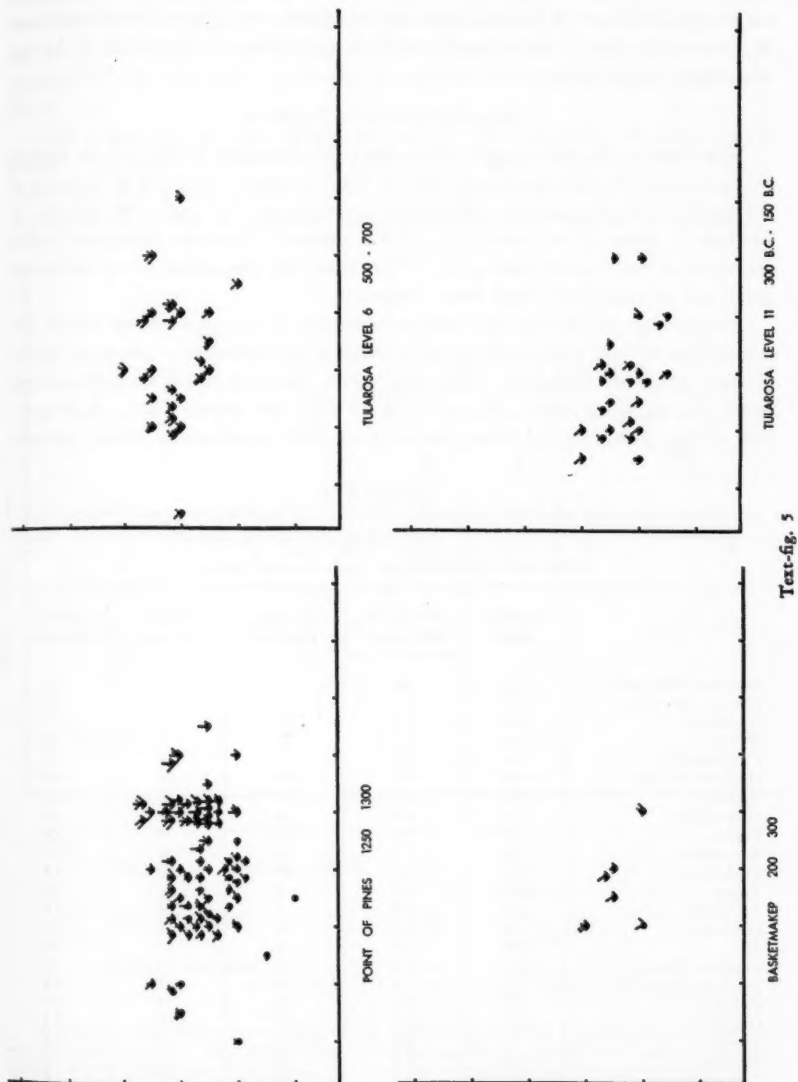 TULAROSA LEVEL 6 500 - 700
POINT OF PINES 1250 1300
TULAROSA LEVEL 11 300 B.C. - 150 B.C.
BASKETMAKEP 200 300
Text-fig. 5